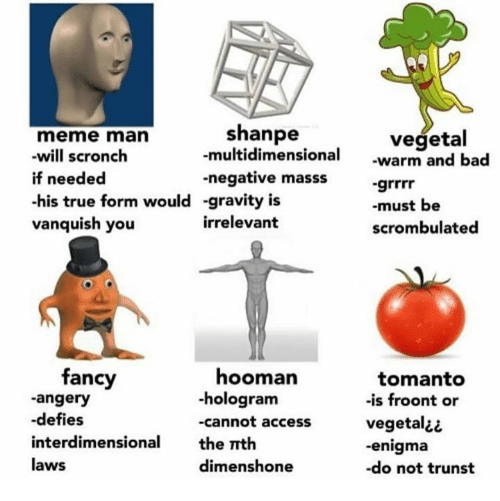 meme man
-will scronch
if needed
-his true form would
vanquish you
shanpe
-multidimensional
-negative masss
-gravity is
irrelevant
vegetal
-warm and bad
-grrrr
-must be
scrombulated
fancy
-angery
-defies
interdimensional
laws
hooman
-hologram
-cannot access
the πth
dimenshone
tomanto
-is froont or
vegetal¿¿
-enigma
-do not trunst